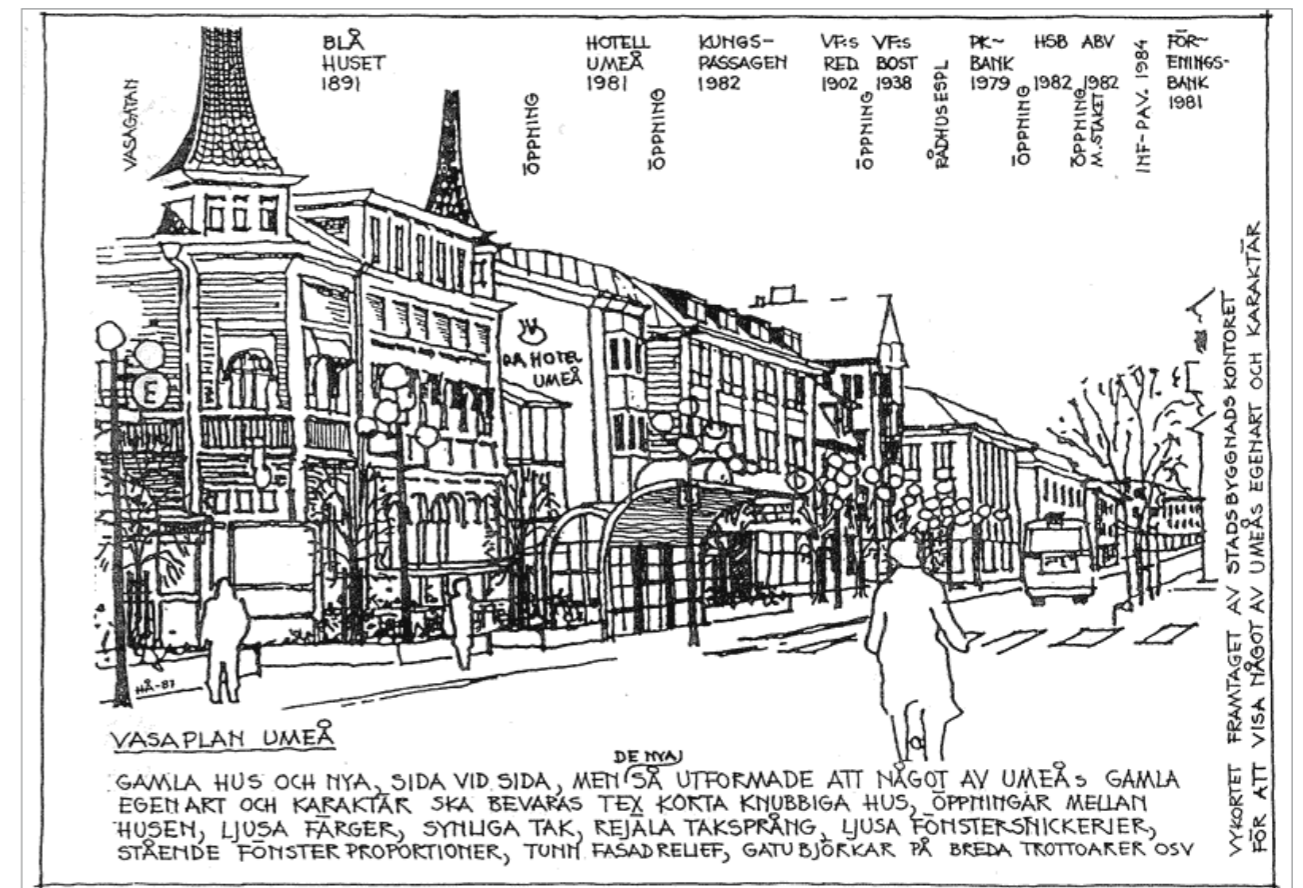 VASAGATAN
BLÅ
HUSET
1891
ÖPPNING
HOTELL
UMEÅ
1981
ÖPPNING
KUNGS-
PASSAGEN
1982
VF:s
RED
1902
ÖPPNING
VF:s
BOST
1938
RÅDHUSESPL
PK~
BANK
1979
ÖPPNING
HSB
1982
ÖPPNING
M. STAKET
ABV
1982
INF-PAV. 1984
FÖR~
ENINGS-
BANK
1981
E
RA HOTEL
UMEÅ
HÅ-87
VASAPLAN UMEÅ
DE NYA
GAMLA HUS OCH NYA, SIDA VID SIDA, MEN SÅ UTFORMADE ATT NÅGOT AV UMEÅs GAMLA
EGENART OCH KARAKTÄR SKA BEVARAS TEX KORTA KNUBBIGA HUS, ÖPPNINGAR MELLAN
HUSEN, LJUSA FÄRGER, SYNLIGA TAK, REJÄLA TAKSPRÅNG, LJUSA FÖNSTERSNICKERIER,
STÅENDE FÖNSTERPROPORTIONER, TUNN FASADRELIEF, GATUBJÖRKAR PÅ BREDA TROTTOARER OSV
VYKORTET FRAMTAGET AV STADSBYGGNADSKONTORET
FÖR ATT VISA NÅGOT AV UMEÅS EGENART OCH KARAKTÄR